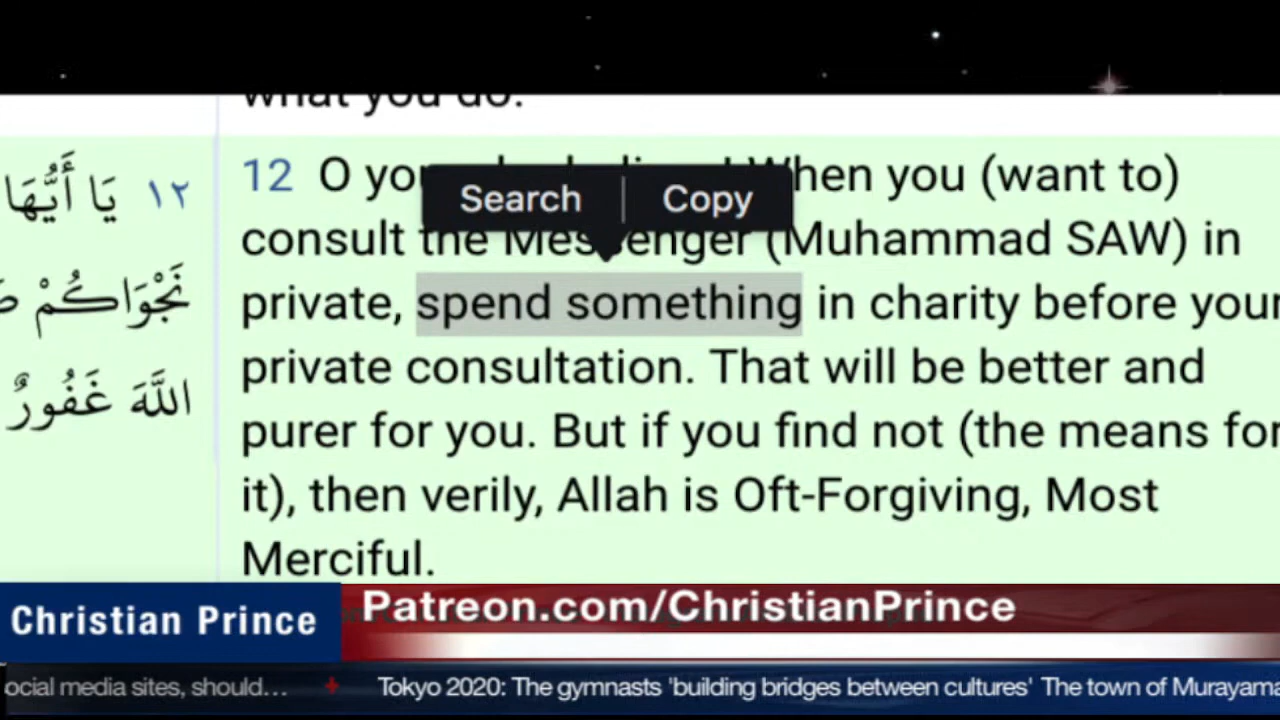 what you do.
12 O you hen you (want to)
Search Copy
consult the Messenger (Muhammad SAW) in
private, spend something in charity before your
private consultation. That will be better and
purer for you. But if you find not (the means for
it), then verily, Allah is Oft-Forgiving, Most
Merciful.
١٢ يَا أَيُّهَا
نَجْوَاكُمْ
اللَّهَ غَفُورٌ
Christian Prince
Patreon.com/ChristianPrince
ocial media sites, should... Tokyo 2020: The gymnasts 'building bridges between cultures' The town of Murayama